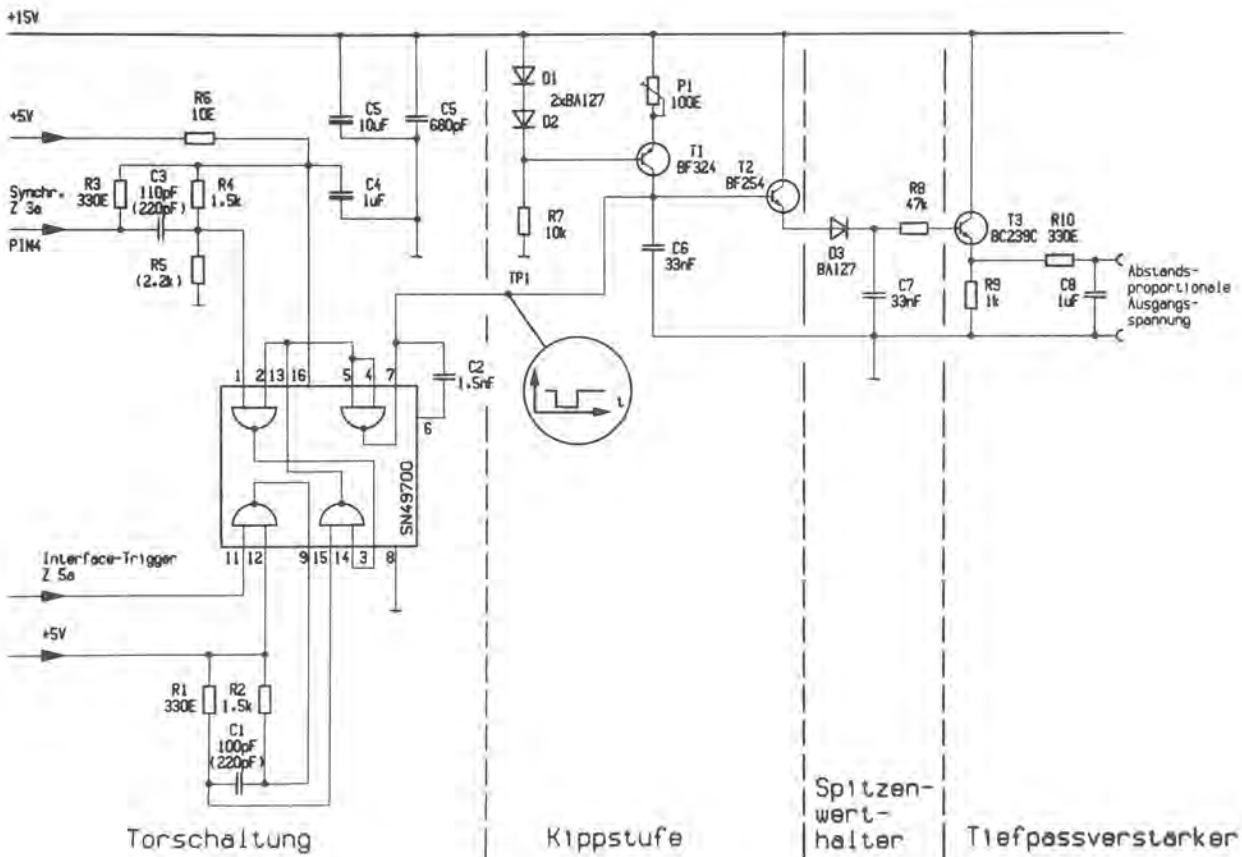 +15V
D1
2xBA127
D2
P1
100E
C5
10uF
C5
680pF
R6
10E
+5V
T1
BF324
T2
BF254
R3
330E
C3
110pF
(220pF)
R4
1.5k
C4
1uF
Synchr.
Z 3a
PIN4
R5
(2.2k)
R7
10k
C6
33nF
R8
47k
D3
BA127
T3
BC239C
R10
330E
C7
33nF
R9
1k
C8
1uF
Abstands-
proportionale
Ausgangs-
spannung
TP1
t
C2
1.5nF
1 2 13 16 5 4 7
6
SN49700
11 12 9 15 14 3 8
Interface-Trigger
Z 5a
+5V
R1
330E
R2
1.5k
C1
100pF
(220pF)
Torschaltung
Kippstufe
Spitzen-
wert-
halter
Tiefpassverstarker